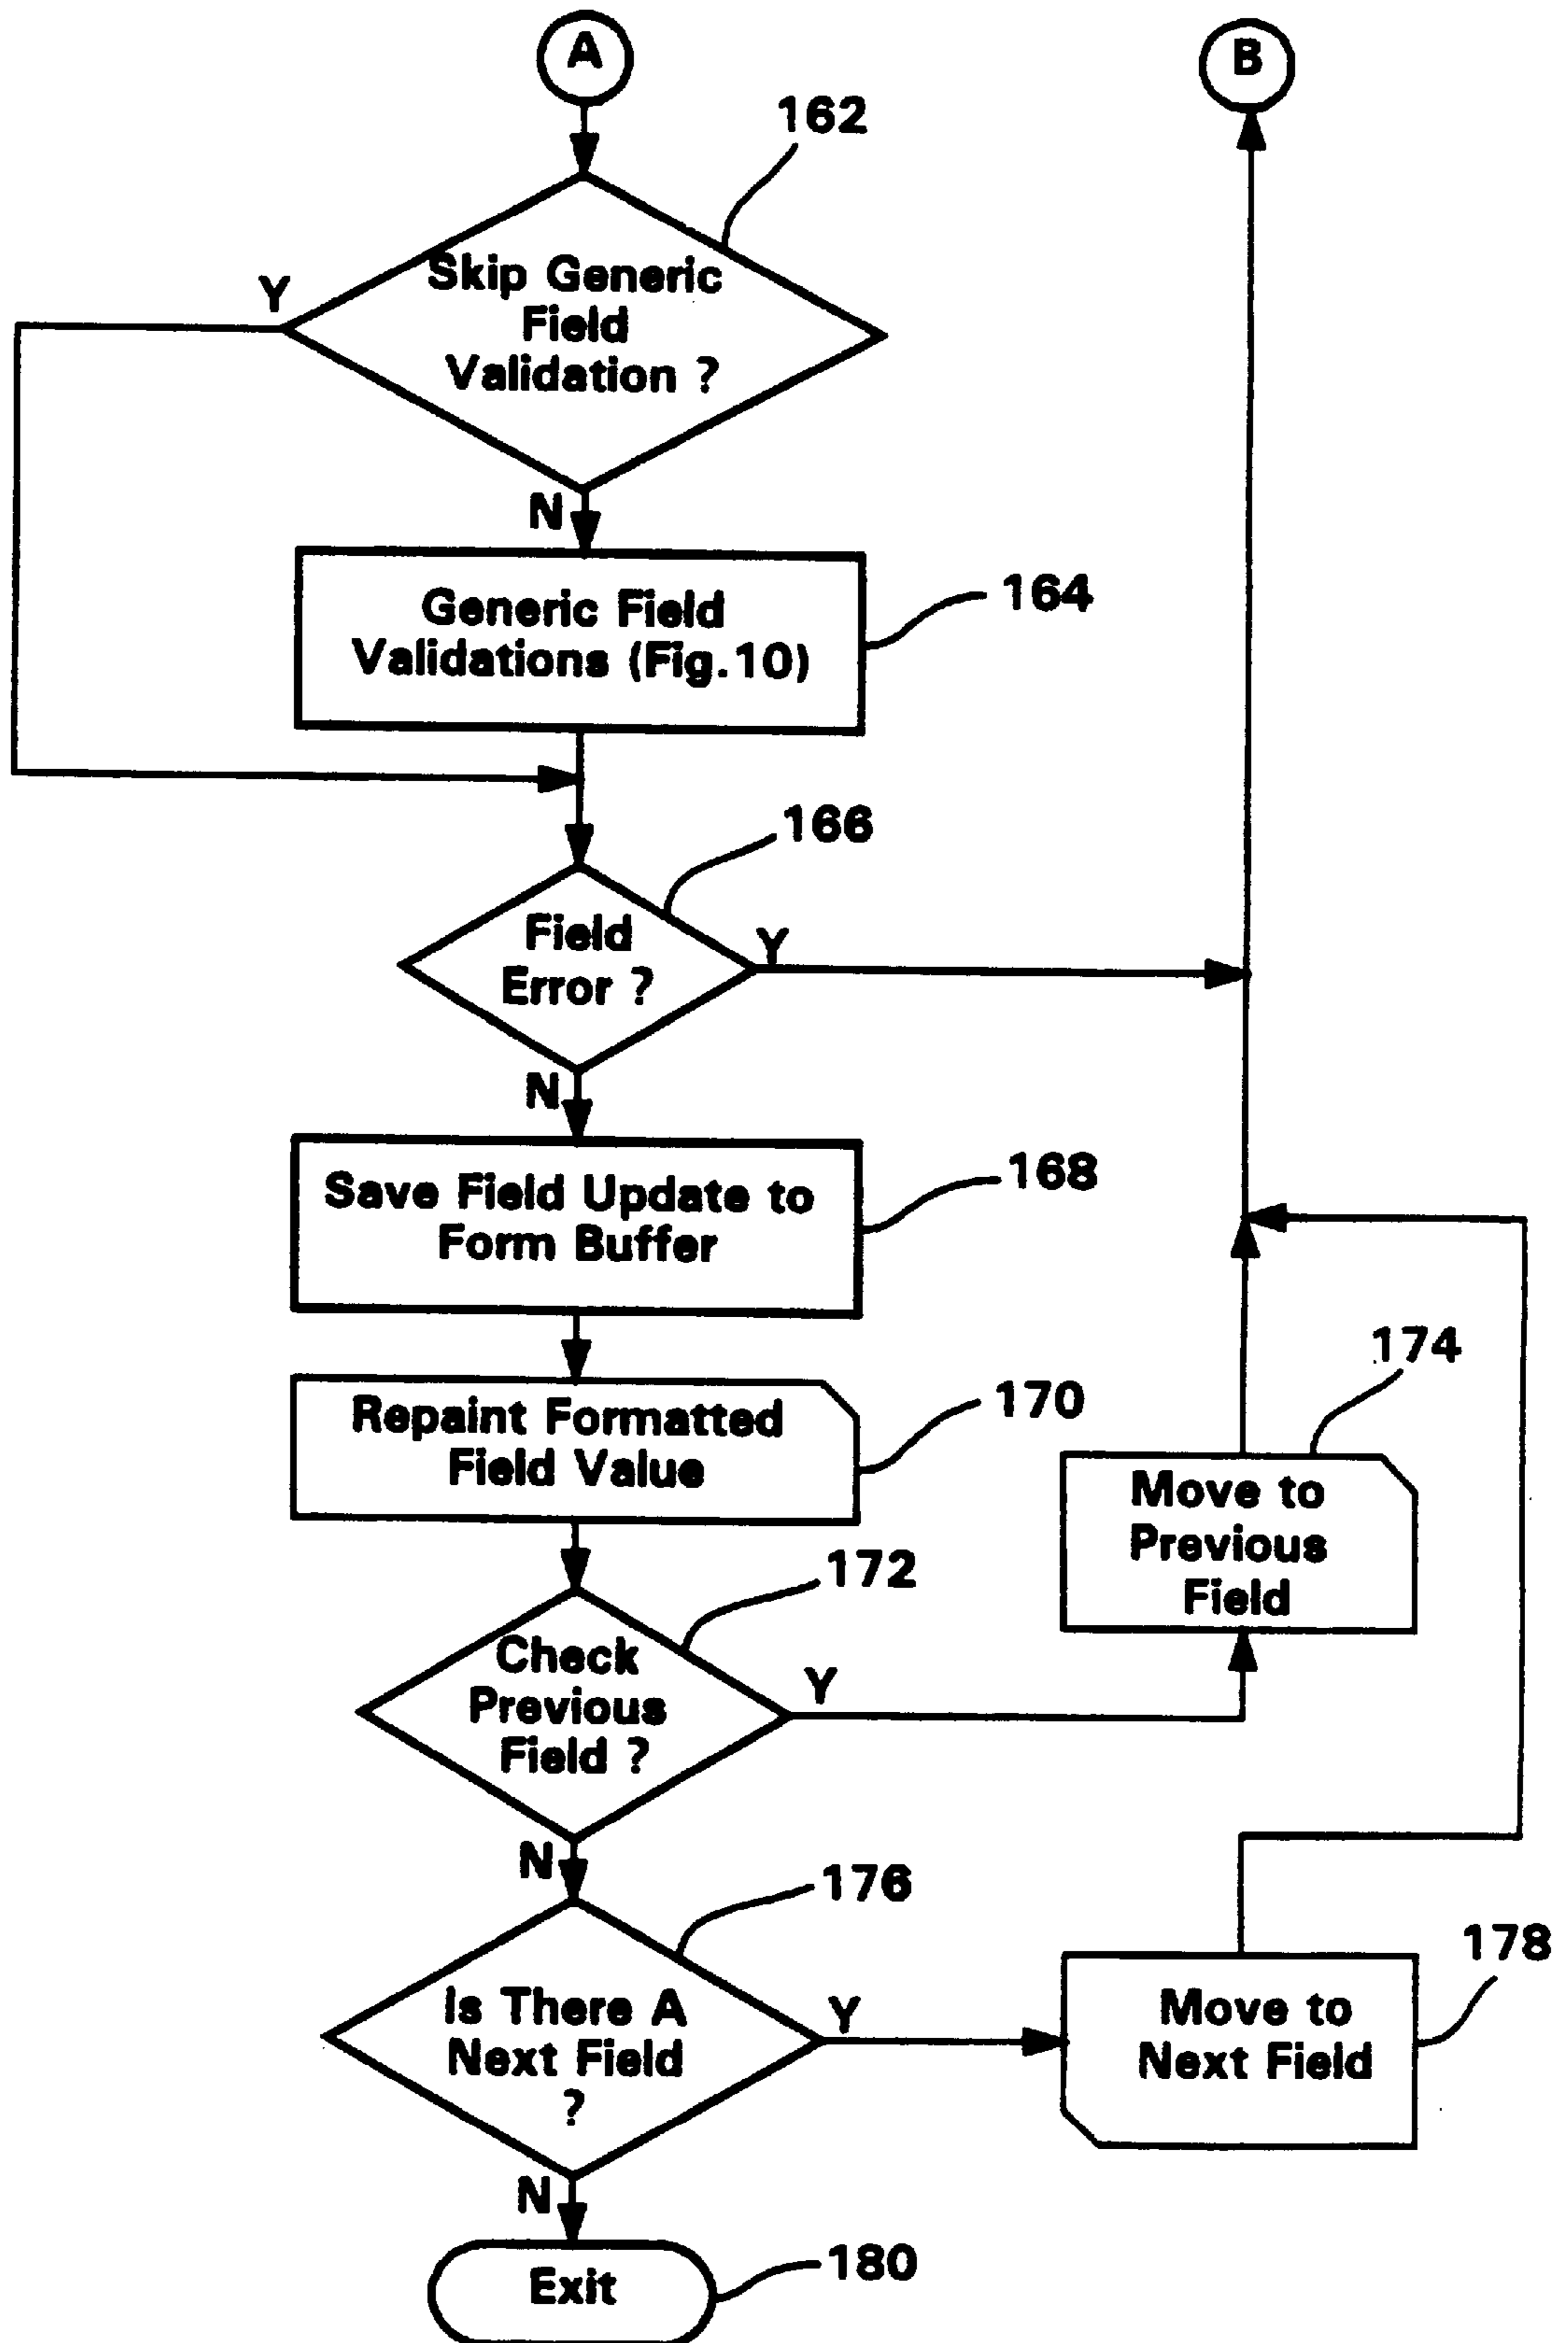 A
B
162
Y
Skip Generic
Field
Validation ?
N
Generic Field
Validations (Fig.10)
164
166
Field
Error ?
Y
N
Save Field Update to
Form Buffer
168
Repaint Formatted
Field Value
170
174
Move to
Previous
Field
172
Check
Previous
Field ?
Y
N
176
Is There A
Next Field
?
Y
Move to
Next Field
178
N
Exit
180